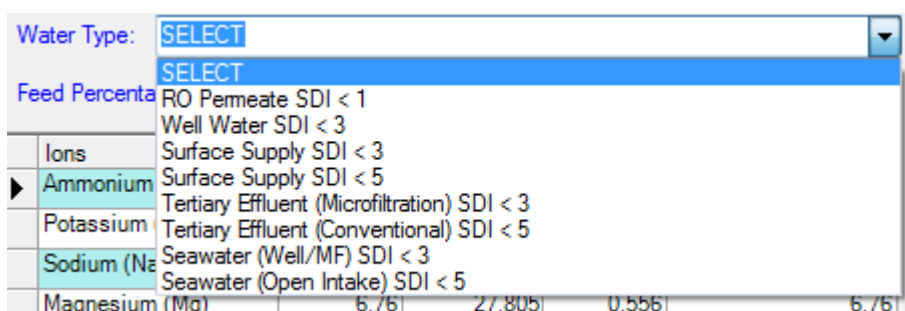 Water Type: SELECT
SELECT
Feed Percenta
RO Permeate SDI < 1
Well Water SDI < 3
Ions
Surface Supply SDI < 3
Ammonium
Surface Supply SDI < 5
Tertiary Effluent (Microfiltration) SDI < 3
Potassium (
Tertiary Effluent (Conventional) SDI < 5
Sodium (Na
Seawater (Well/MF) SDI < 3
Seawater (Open Intake) SDI < 5
Magnesium (Mg) 6.76 27.805 0.556 6.76